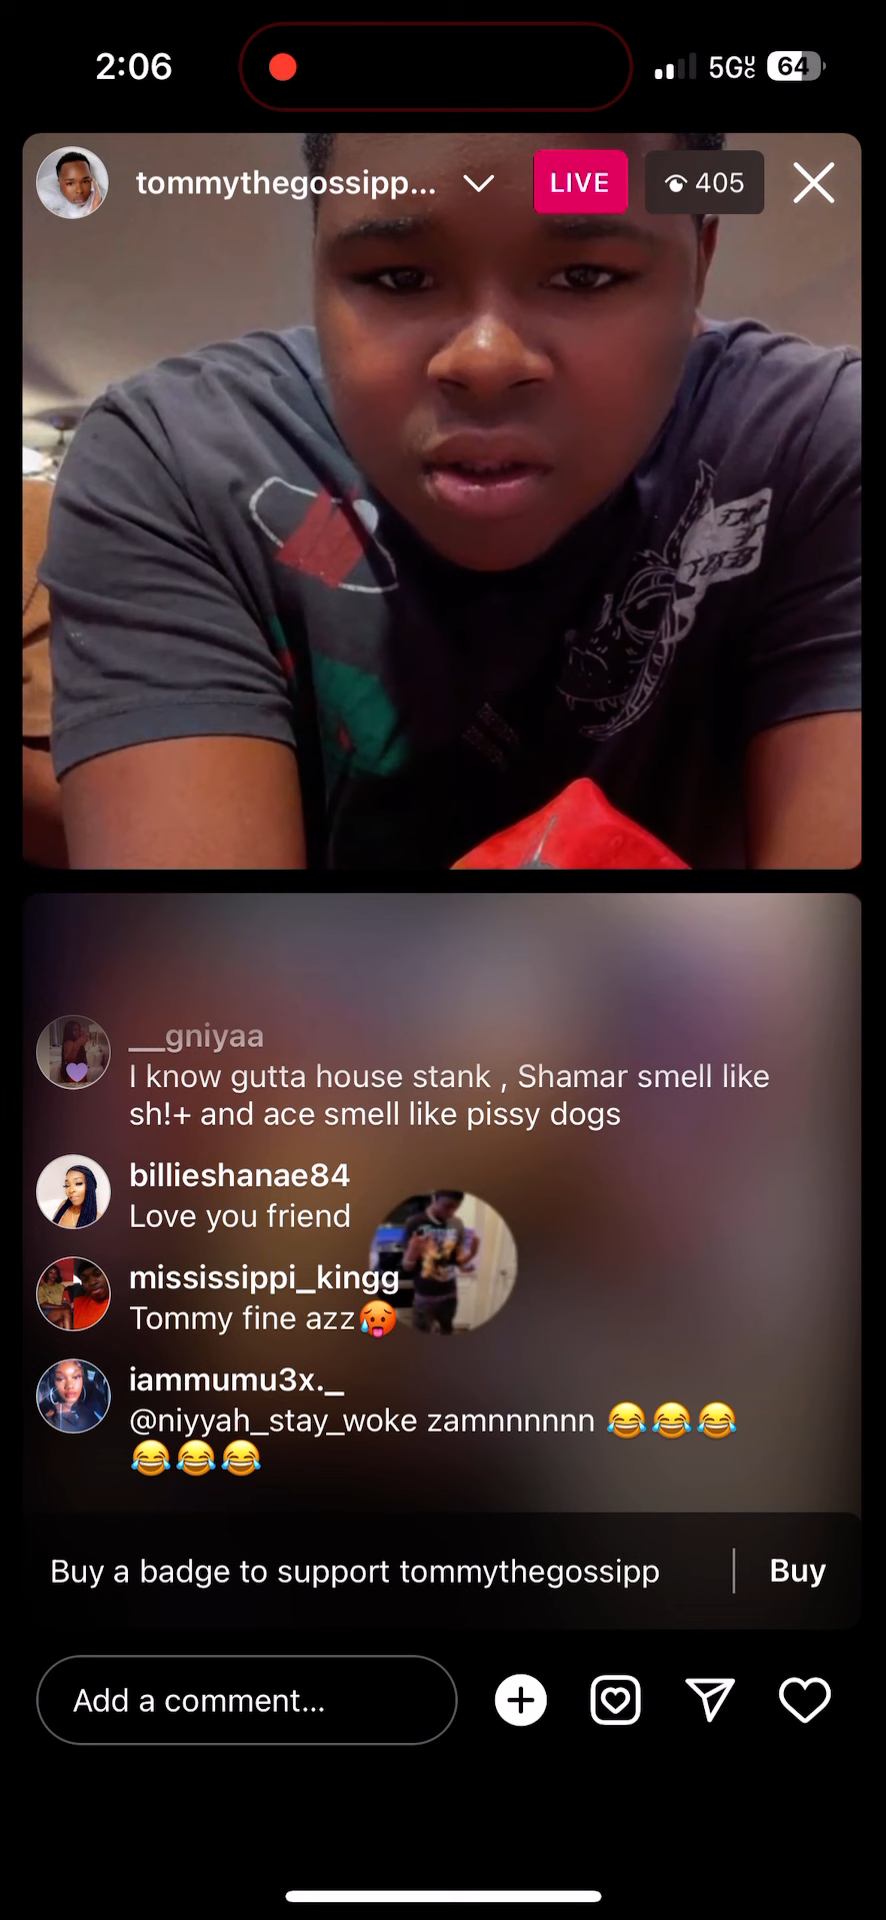 2:06
5GUC 64
tommythegossipp...
LIVE
405
__gniyaa
I know gutta house stank , Shamar smell like
sh!+ and ace smell like pissy dogs
billieshanae84
Love you friend
mississippi_kingg
Tommy fine azz🥵
iammumu3x._
@niyyah_stay_woke zamnnnnnn 😂😂😂
😂😂😂
Buy a badge to support tommythegossipp
Buy
Add a comment...